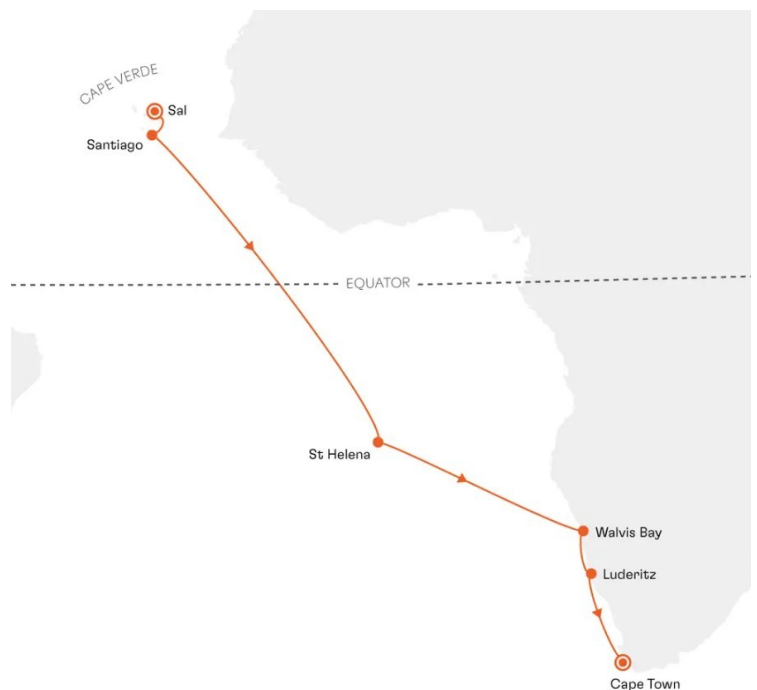 CAPE VERDE
Sal
Santiago
EQUATOR
St Helena
Walvis Bay
Luderitz
Cape Town